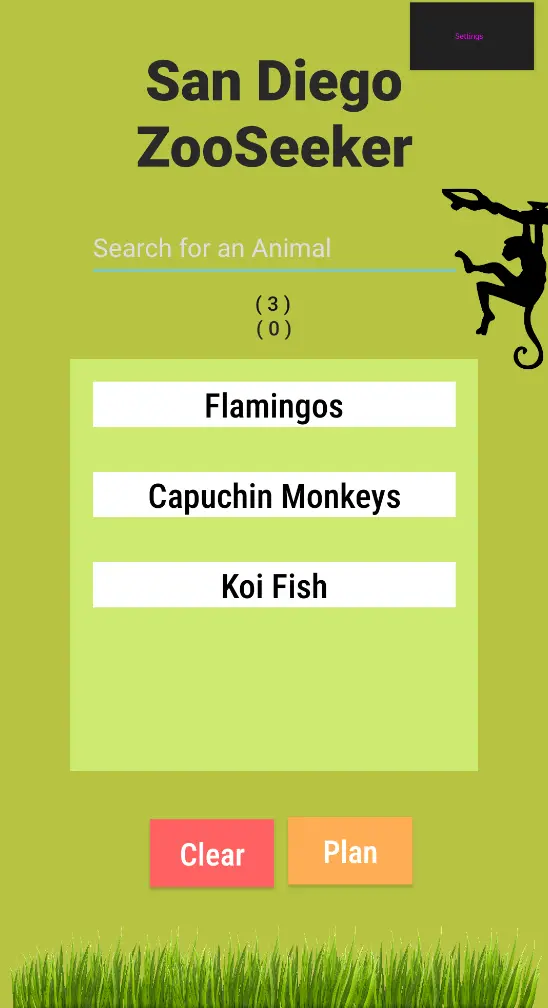 Settings
San Diego
ZooSeeker
Search for an Animal
( 3 )
( 0 )
Flamingos
Capuchin Monkeys
Koi Fish
Clear
Plan